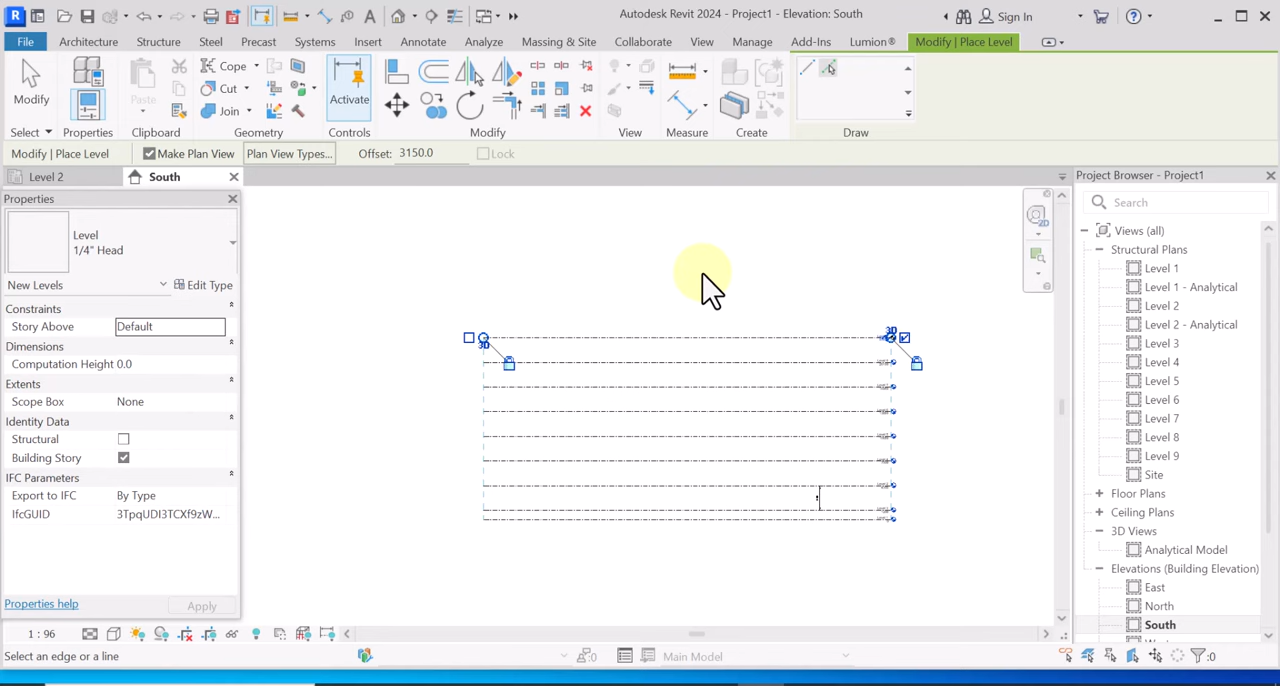 Autodesk Revit 2024 - Project1 - Elevation: South
Sign In
File
Architecture
Structure
Steel
Precast
Systems
Insert
Annotate
Analyze
Massing & Site
Collaborate
View
Manage
Add-Ins
Lumion®
Modify | Place Level
Modify
Paste
Cope
Cut
Join
Activate
Select
Properties
Clipboard
Geometry
Controls
Modify
View
Measure
Create
Draw
Modify | Place Level
Make Plan View
Plan View Types...
Offset: 3150.0
Lock
Level 2
South
Properties
Level
1/4" Head
New Levels
Edit Type
Constraints
Story Above Default
Dimensions
Computation Height 0.0
Extents
Scope Box None
Identity Data
Structural
Building Story
IFC Parameters
Export to IFC By Type
IfcGUID 3TpqUDI3TCXf9zW...
Properties help
Apply
3D
3D
2D
Project Browser - Project1
Search
Views (all)
Structural Plans
Level 1
Level 1 - Analytical
Level 2
Level 2 - Analytical
Level 3
Level 4
Level 5
Level 6
Level 7
Level 8
Level 9
Site
Floor Plans
Ceiling Plans
3D Views
Analytical Model
Elevations (Building Elevation)
East
North
South
1 : 96
Select an edge or a line
:0
Main Model
:0